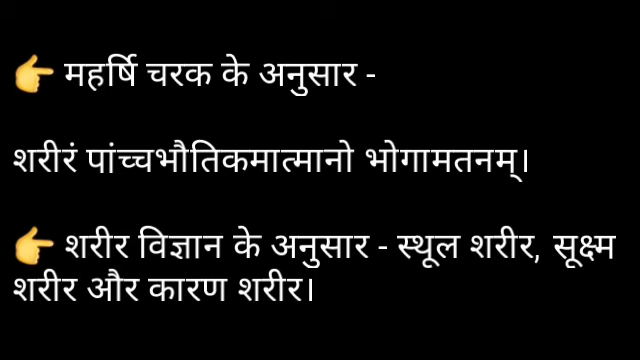 👉 महर्षि चरक के अनुसार -
शरीरं पांच्चभौतिकमात्मानो भोगामतनम्।
👉 शरीर विज्ञान के अनुसार - स्थूल शरीर, सूक्ष्म
शरीर और कारण शरीर।